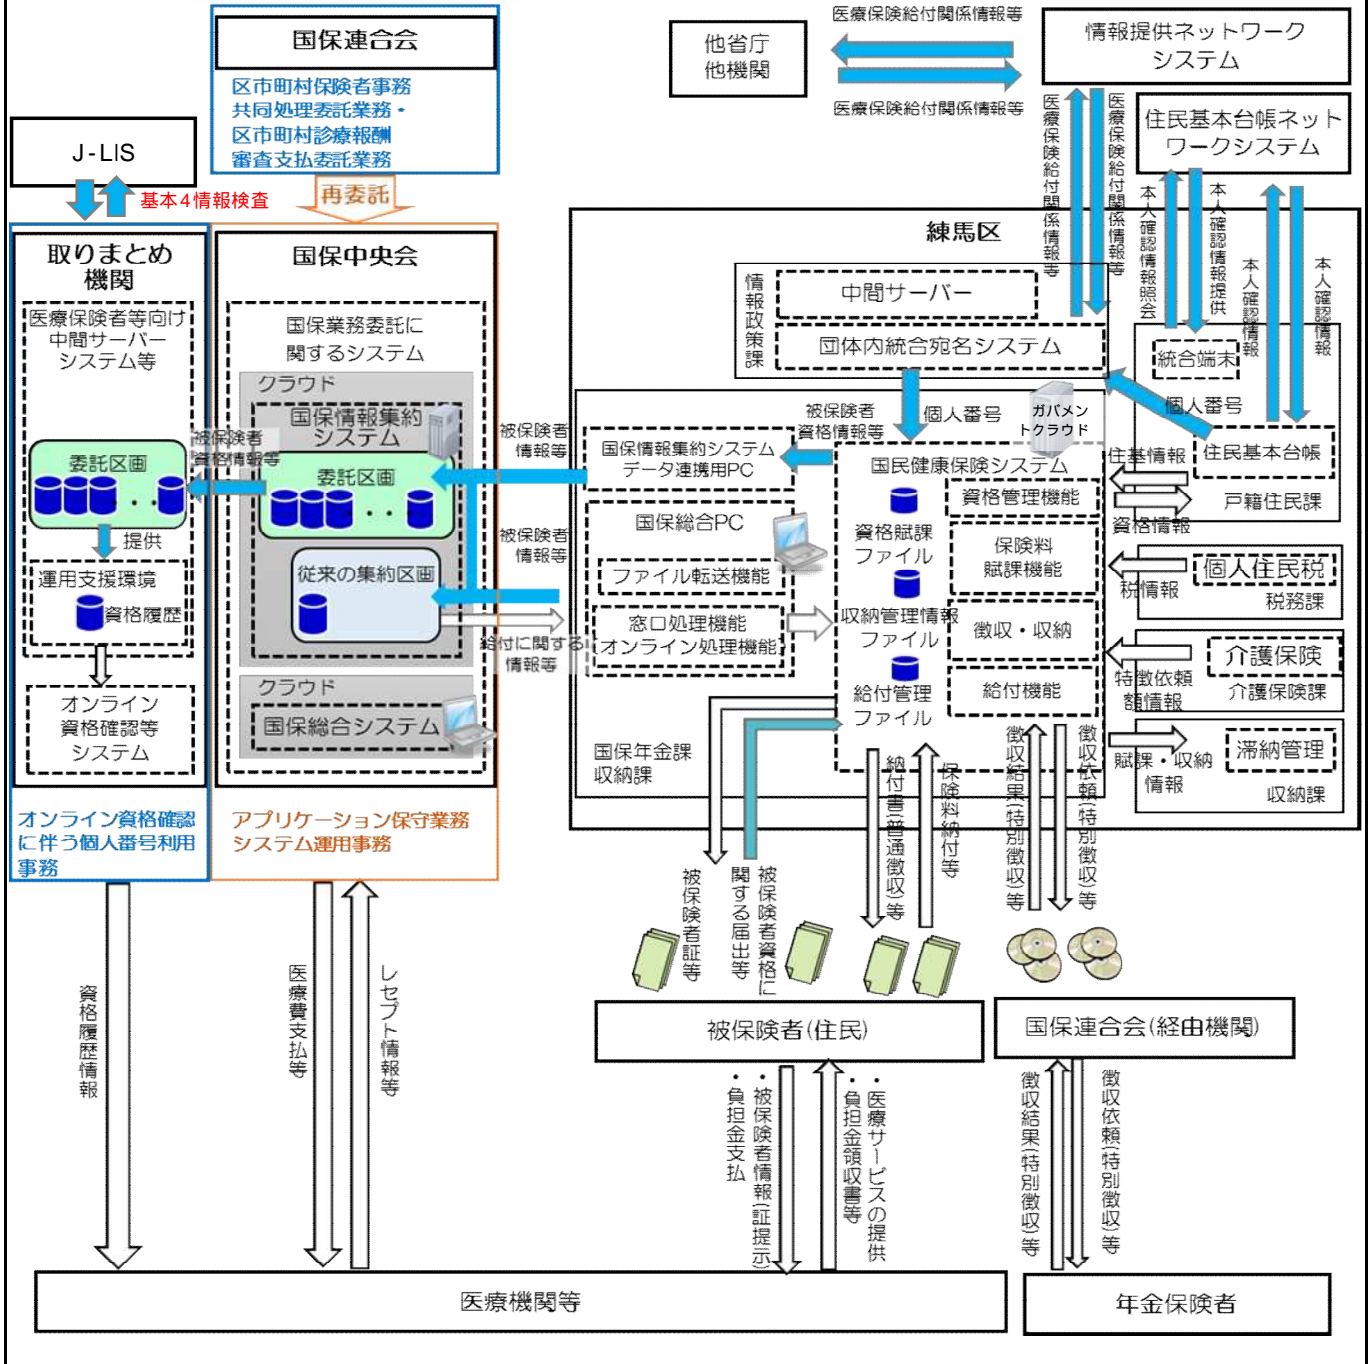 医療保険給付関係情報等
国保連合会
区市町村保険者事務
共同処理委託業務・
区市町村診療報酬
審査支払委託業務
再委託
他省庁
他機関
医療保険給付関係情報等
情報提供ネットワーク
システム
住民基本台帳ネット
ワークシステム
J-LIS
基本4情報検査
医療保険給付関係情報等
医療保険給付関係情報等
本人確認情報照会
本人確認情報提供
本人確認情報
本人確認情報
取りまとめ
機関
医療保険者等向け
中間サーバー
システム等
被保険者
資格情報等
委託区画
・・
提供
運用支援環境
資格履歴
オンライン
資格確認等
システム
オンライン資格確認
に伴う個人番号利用
事務
国保中央会
国保業務委託に
関するシステム
クラウド
国保情報集約
システム
委託区画
・・
従来の集約区画
クラウド
国保総合システム
アプリケーション保守業務
システム運用事務
被保険者
情報等
被保険者
情報等
給付に関する
情報等
練馬区
情報政策課
中間サーバー
団体内統合宛名システム
被保険者
資格情報等
個人番号
ガバメン
トクラウド
国保情報集約システム
データ連携用PC
国保総合PC
ファイル転送機能
窓口処理機能
オンライン処理機能
国保年金課
収納課
国民健康保険システム
資格賦課
ファイル
収納管理情報
ファイル
給付管理
ファイル
資格管理機能
保険料
賦課機能
徴収・収納
給付機能
統合端末
個人番号
住民基本台帳
戸籍住民課
住基情報
資格情報
個人住民税
税務課
税情報
介護保険
介護保険課
特徴依頼
額情報
滞納管理
収納課
賦課・収納
情報
被保険者証等
被保険者資格に
関する届出等
納付書(普通徴収)等
保険料納付等
徴収結果(特別徴収)等
徴収依頼(特別徴収)等
資格履歴情報
医療費支払等
レセプト情報等
被保険者(住民)
国保連合会(経由機関)
・被保険者情報(証提示)
・負担金支払
・医療サービスの提供
・負担金領収書等
徴収結果(特別徴収)等
徴収依頼(特別徴収)等
医療機関等
年金保険者